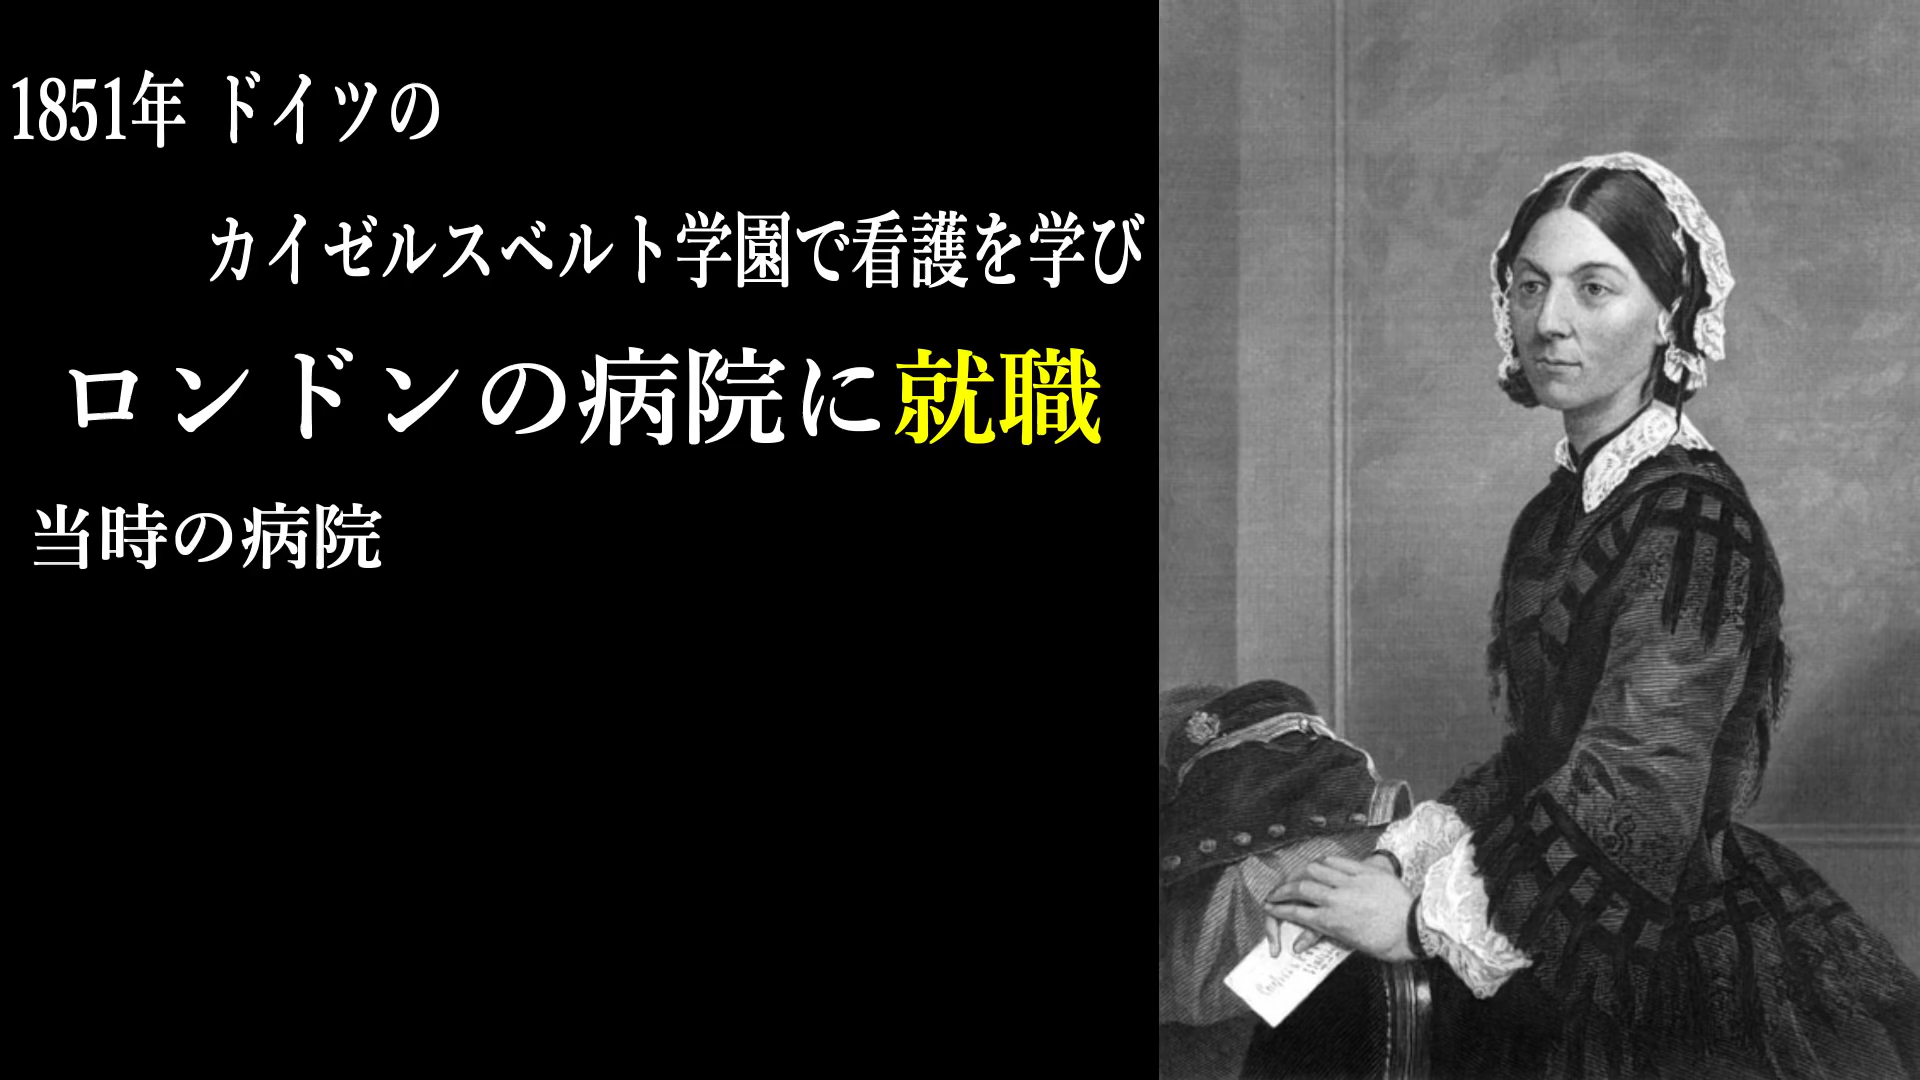 1851年 ドイツの
カイゼルスベルト学園で看護を学び
ロンドンの病院に就職
当時の病院